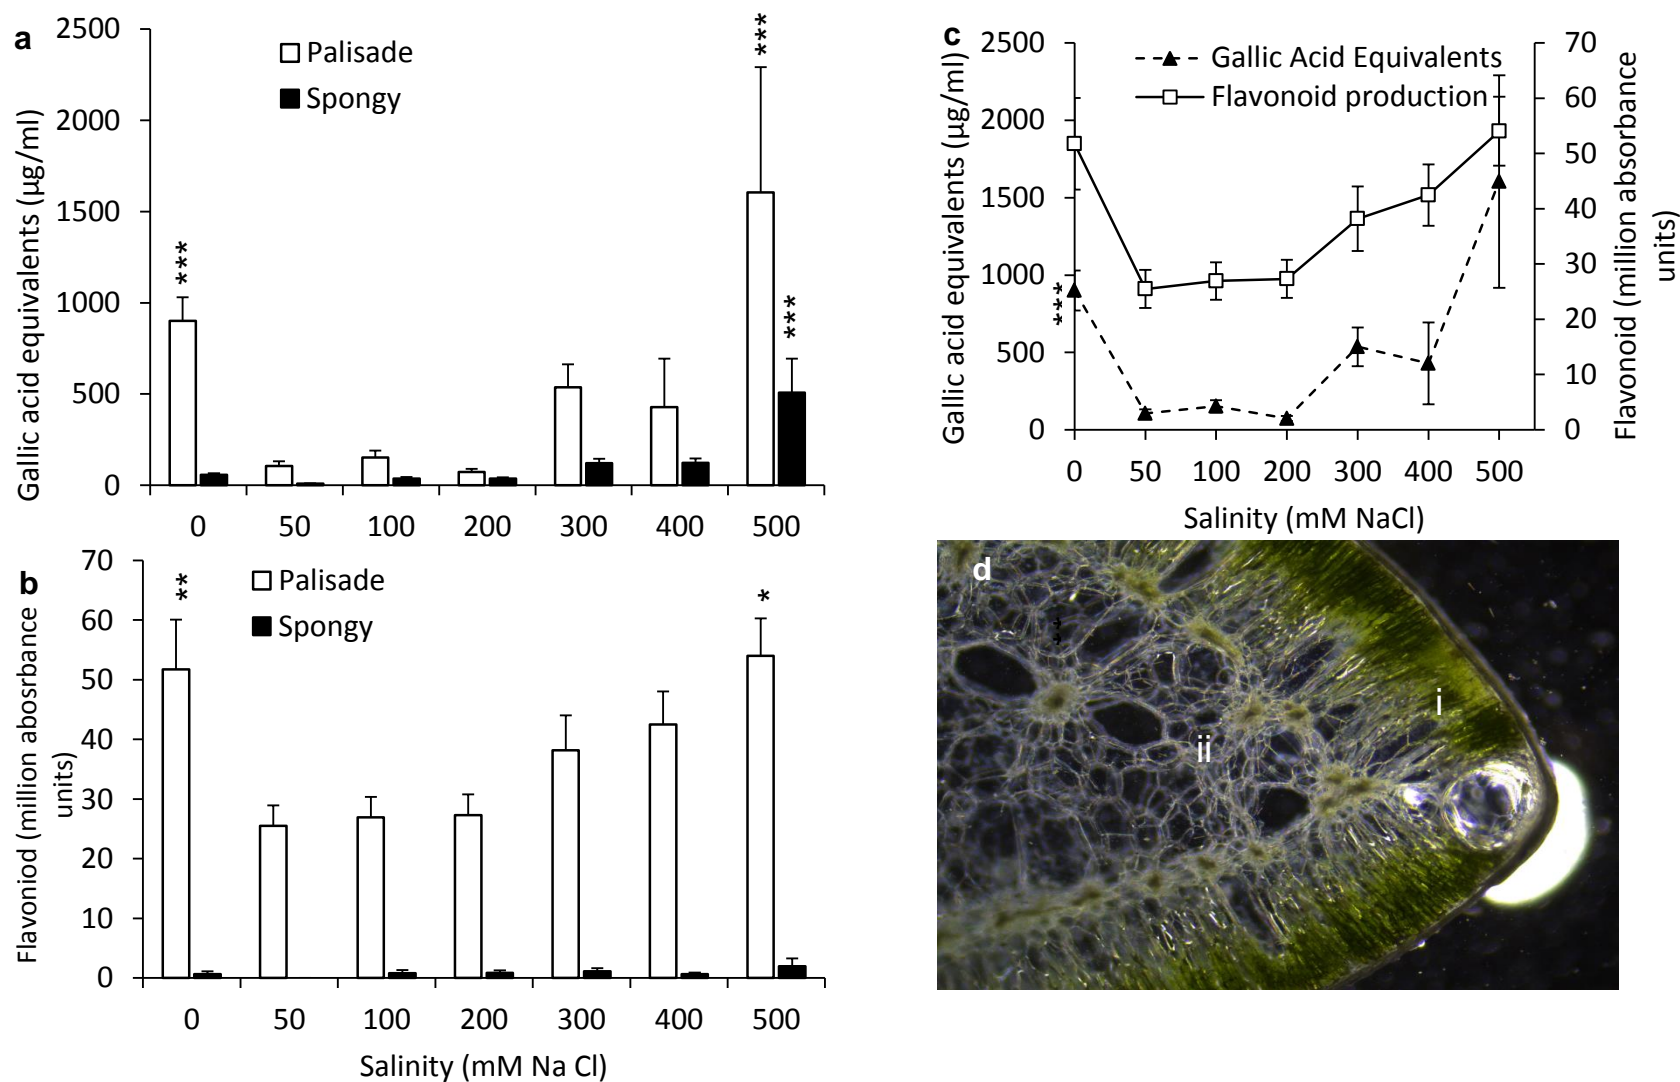 a
2500
2000
1500
1000
500
0
Gallic acid equivalents (µg/ml)
Palisade
Spongy
***
***
***
0 50 100 200 300 400 500
b
70
60
50
40
30
20
10
0
Flavoniod (million abosrbance
units)
Palisade
Spongy
**
*
0 50 100 200 300 400 500
Salinity (mM Na Cl)
c
2500
2000
1500
1000
500
0
Gallic acid equivalents (µg/ml)
Gallic Acid Equivalents
Flavonoid production
***
70
60
50
40
30
20
10
0
Flavonoid (million absorbance
units)
0 50 100 200 300 400 500
Salinity (mM NaCl)
d
**
i
ii